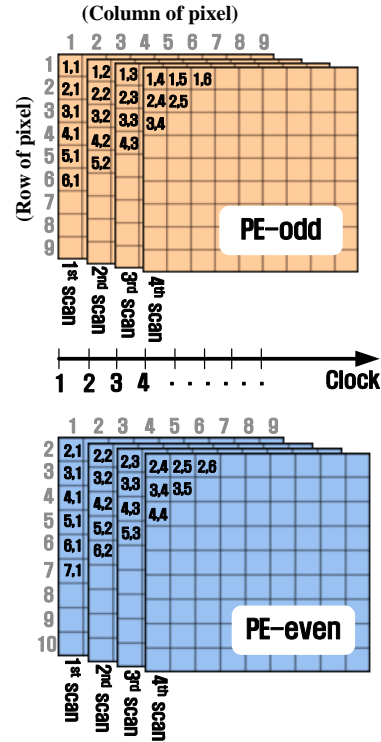 (Column of pixel)
1 2 3 4 5 6 7 8 9
(Row of pixel)
1 1,1 1,2 1,3 1,4 1,5 1,6
2 2,1 2,2 2,3 2,4 2,5
3 3,1 3,2 3,3 3,4
4 4,1 4,2 4,3
5 5,1 5,2
6 6,1
7
8
9
PE-odd
1st scan
2nd scan
3rd scan
4th scan
1 2 3 4 . . . . . . Clock
1 2 3 4 5 6 7 8 9
2 2,1 2,2 2,3 2,4 2,5 2,6
3 3,1 3,2 3,3 3,4 3,5
4 4,1 4,2 4,3 4,4
5 5,1 5,2 5,3
6 6,1 6,2
7 7,1
8
9
10
PE-even
1st scan
2nd scan
3rd scan
4th scan